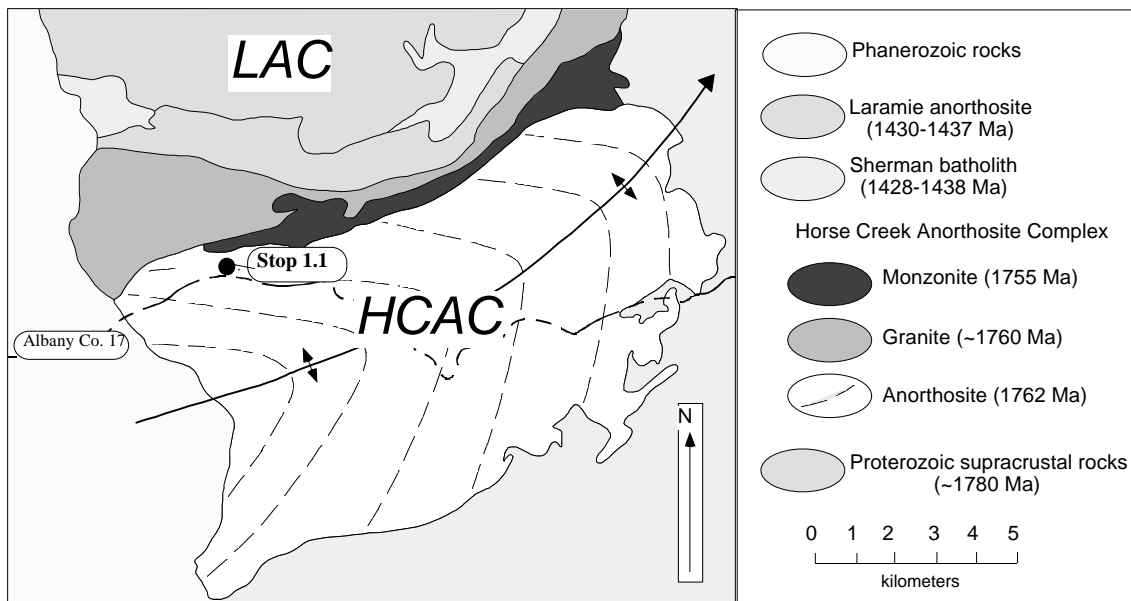 LAC
Stop 1.1
HCAC
Albany Co. 17
N
Phanerozoic rocks
Laramie anorthosite
(1430-1437 Ma)
Sherman batholith
(1428-1438 Ma)
Horse Creek Anorthosite Complex
Monzonite (1755 Ma)
Granite (~1760 Ma)
Anorthosite (1762 Ma)
Proterozoic supracrustal rocks
(~1780 Ma)
0 1 2 3 4 5
kilometers